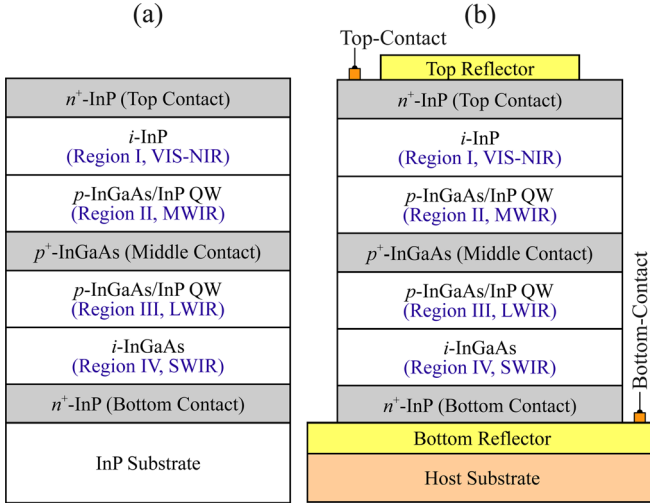 (a)
n⁺-InP (Top Contact)
i-InP
(Region I, VIS-NIR)
p-InGaAs/InP QW
(Region II, MWIR)
p⁺-InGaAs (Middle Contact)
p-InGaAs/InP QW
(Region III, LWIR)
i-InGaAs
(Region IV, SWIR)
n⁺-InP (Bottom Contact)
InP Substrate
(b)
Top-Contact
Top Reflector
n⁺-InP (Top Contact)
i-InP
(Region I, VIS-NIR)
p-InGaAs/InP QW
(Region II, MWIR)
p⁺-InGaAs (Middle Contact)
p-InGaAs/InP QW
(Region III, LWIR)
i-InGaAs
(Region IV, SWIR)
n⁺-InP (Bottom Contact)
Bottom-Contact
Bottom Reflector
Host Substrate